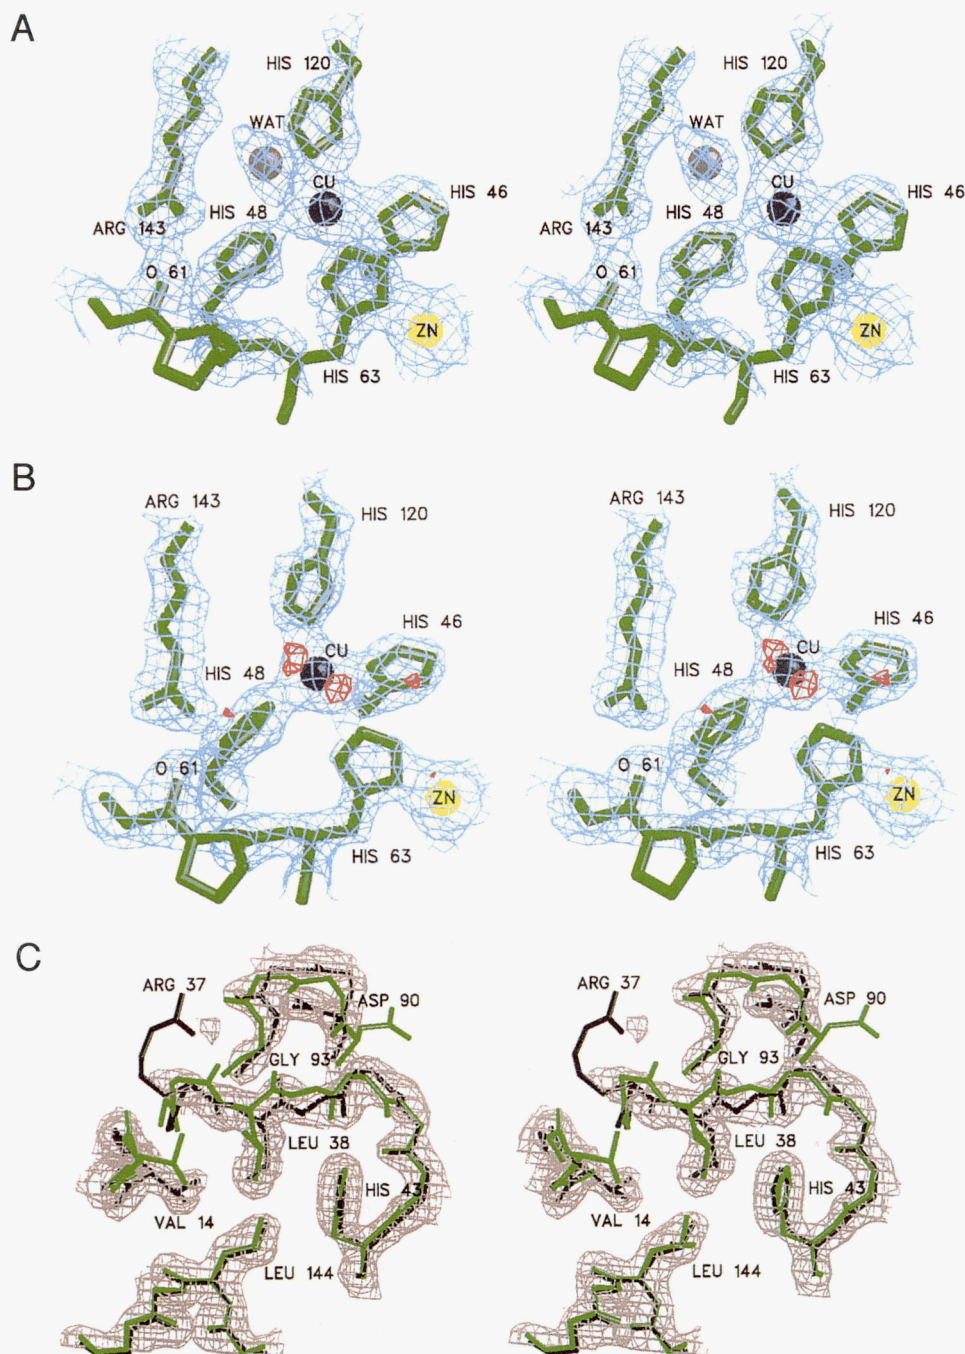 A
HIS 120
WAT
CU
HIS 46
ARG 143
HIS 48
O 61
ZN
HIS 63
HIS 120
WAT
CU
HIS 46
ARG 143
HIS 48
O 61
ZN
HIS 63
B
ARG 143
HIS 120
HIS 46
CU
HIS 48
O 61
ZN
HIS 63
ARG 143
HIS 120
HIS 46
CU
HIS 48
O 61
ZN
HIS 63
C
ARG 37
ASP 90
GLY 93
LEU 38
HIS 43
VAL 14
LEU 144
ARG 37
ASP 90
GLY 93
LEU 38
HIS 43
VAL 14
LEU 144